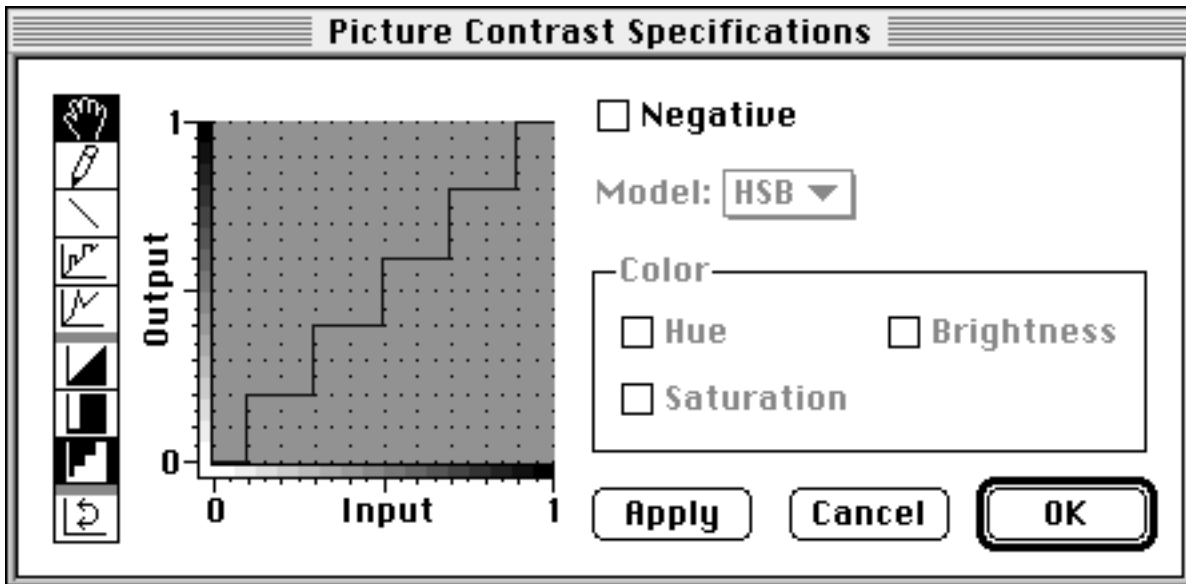 Picture Contrast Specifications
Negative
Model: HSB
Color
Hue
Brightness
Saturation
Output
1
0
0
Input
1
Apply
Cancel
OK